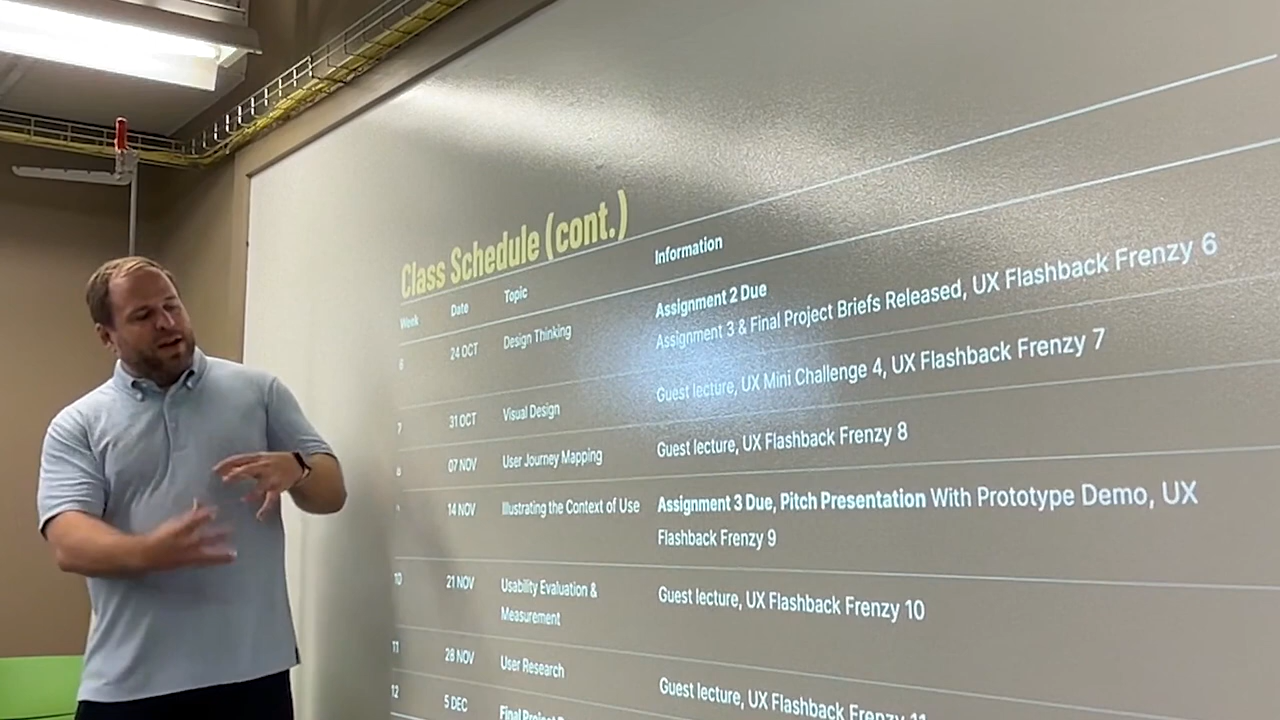 Class Schedule (cont.)
Week Date Topic Information
6 24 OCT Design Thinking Assignment 2 Due
Assignment 3 & Final Project Briefs Released, UX Flashback Frenzy 6
7 31 OCT Visual Design Guest lecture, UX Mini Challenge 4, UX Flashback Frenzy 7
8 07 NOV User Journey Mapping Guest lecture, UX Flashback Frenzy 8
14 NOV Illustrating the Context of Use Assignment 3 Due, Pitch Presentation With Prototype Demo, UX
Flashback Frenzy 9
10 21 NOV Usability Evaluation & Guest lecture, UX Flashback Frenzy 10
Measurement
11 28 NOV User Research Guest lecture, UX Flashback Frenzy 11
12 5 DEC Final Project